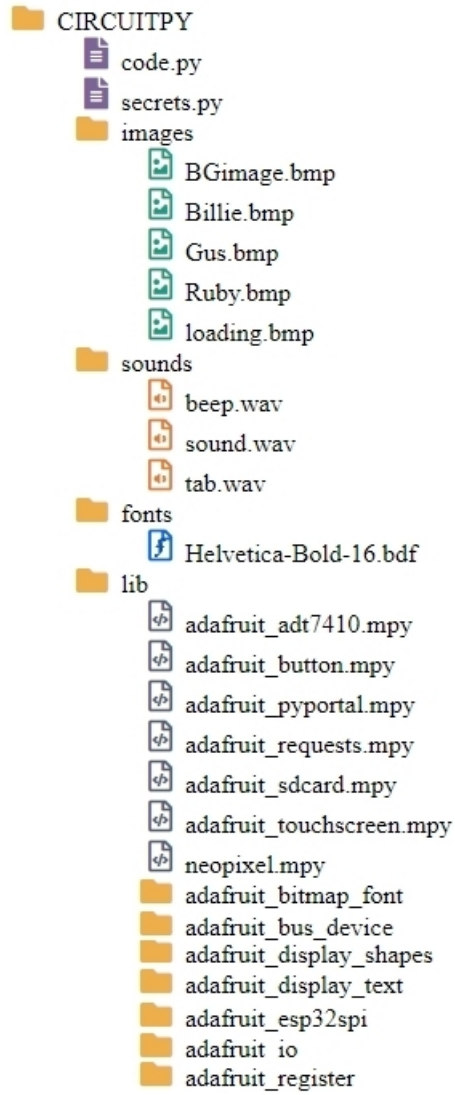 CIRCUITPY
code.py
secrets.py
images
BGimage.bmp
Billie.bmp
Gus.bmp
Ruby.bmp
loading.bmp
sounds
beep.wav
sound.wav
tab.wav
fonts
Helvetica-Bold-16.bdf
lib
adafruit_adt7410.mpy
adafruit_button.mpy
adafruit_pyportal.mpy
adafruit_requests.mpy
adafruit_sdcard.mpy
adafruit_touchscreen.mpy
neopixel.mpy
adafruit_bitmap_font
adafruit_bus_device
adafruit_display_shapes
adafruit_display_text
adafruit_esp32spi
adafruit_io
adafruit_register